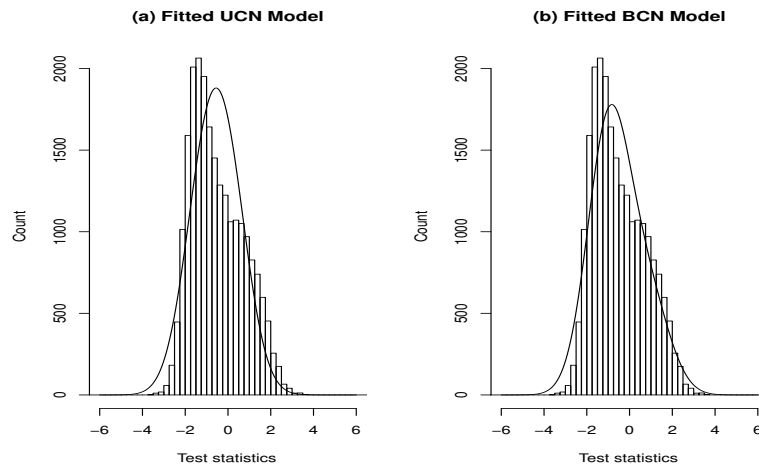 (a) Fitted UCN Model
Count
2000
1500
1000
500
0
−6 −4 −2 0 2 4 6
Test statistics
(b) Fitted BCN Model
Count
2000
1500
1000
500
0
−6 −4 −2 0 2 4 6
Test statistics